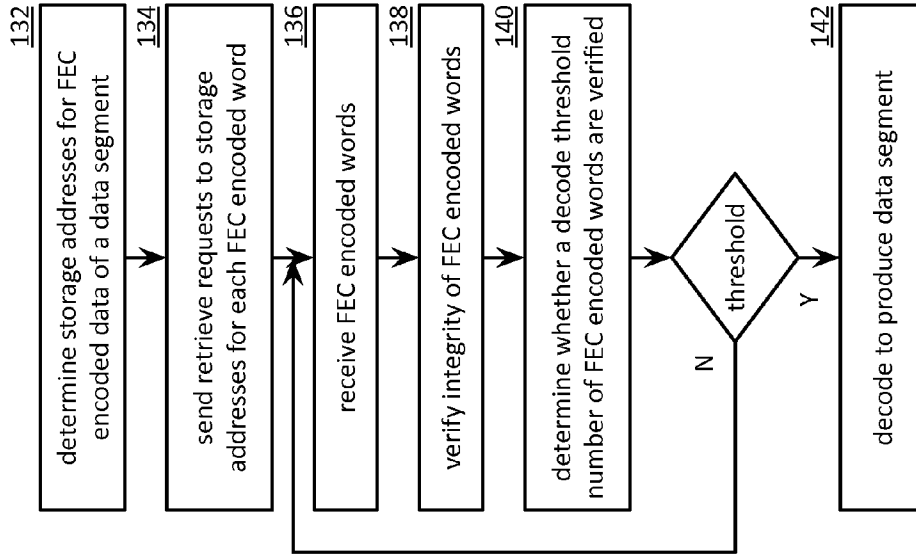 132
determine storage addresses for FEC
encoded data of a data segment
134
send retrieve requests to storage
addresses for each FEC encoded word
136
receive FEC encoded words
138
verify integrity of FEC encoded words
140
determine whether a decode threshold
number of FEC encoded words are verified
threshold
N
Y
142
decode to produce data segment